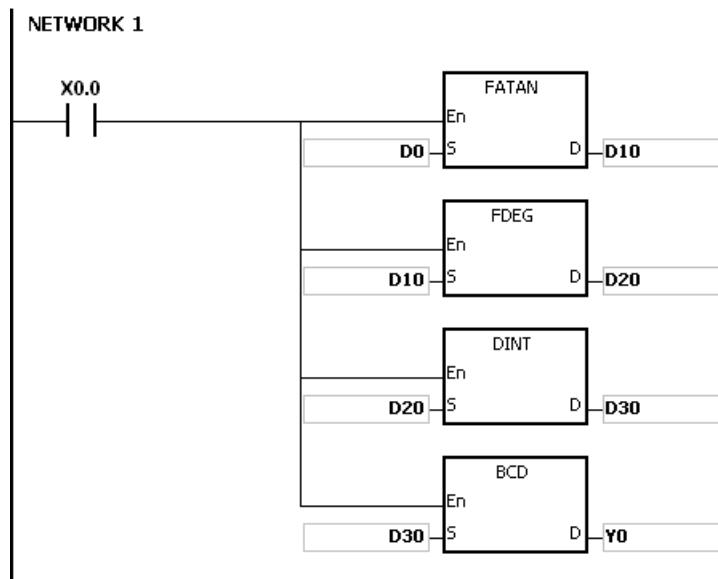 NETWORK 1
X0.0
FATAN
En
D0 S D D10
FDEG
En
D10 S D D20
DINT
En
D20 S D D30
BCD
En
D30 S D Y0